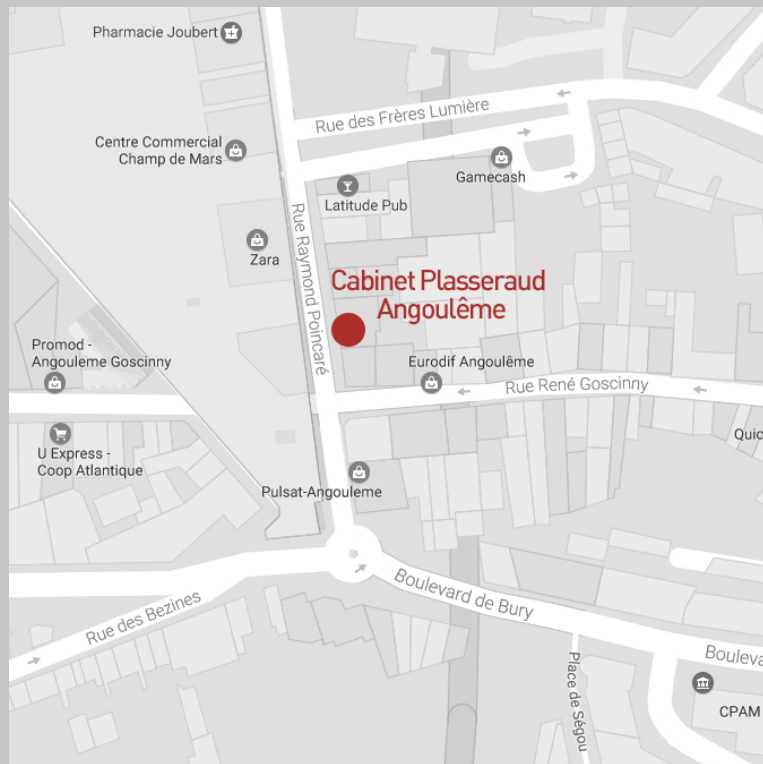 Pharmacie Joubert
Rue des Frères Lumière
Centre Commercial
Champ de Mars
Gamecash
Latitude Pub
Rue Raymond Poincaré
Zara
Cabinet Plasseraud
Angoulême
Promod -
Angouleme Goscinny
Eurodif Angoulême
Rue René Goscinny
Quic
U Express -
Coop Atlantique
Pulsat-Angouleme
Boulevard de Bury
Rue des Bezines
Bouleva
Place de Ségou
CPAM